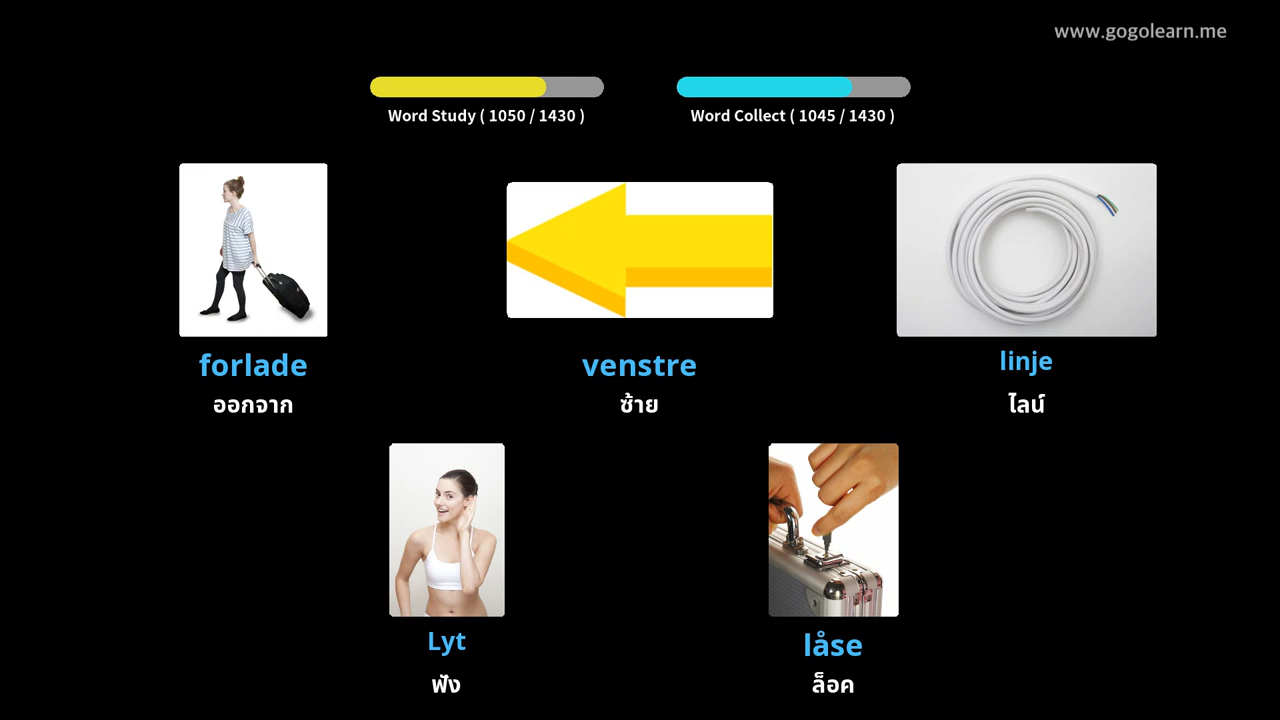 www.gogolearn.me
Word Study ( 1050 / 1430 )
Word Collect ( 1045 / 1430 )
forlade
ออกจาก
venstre
ซ้าย
linje
ไลน์
Lyt
ฟัง
låse
ล็อค